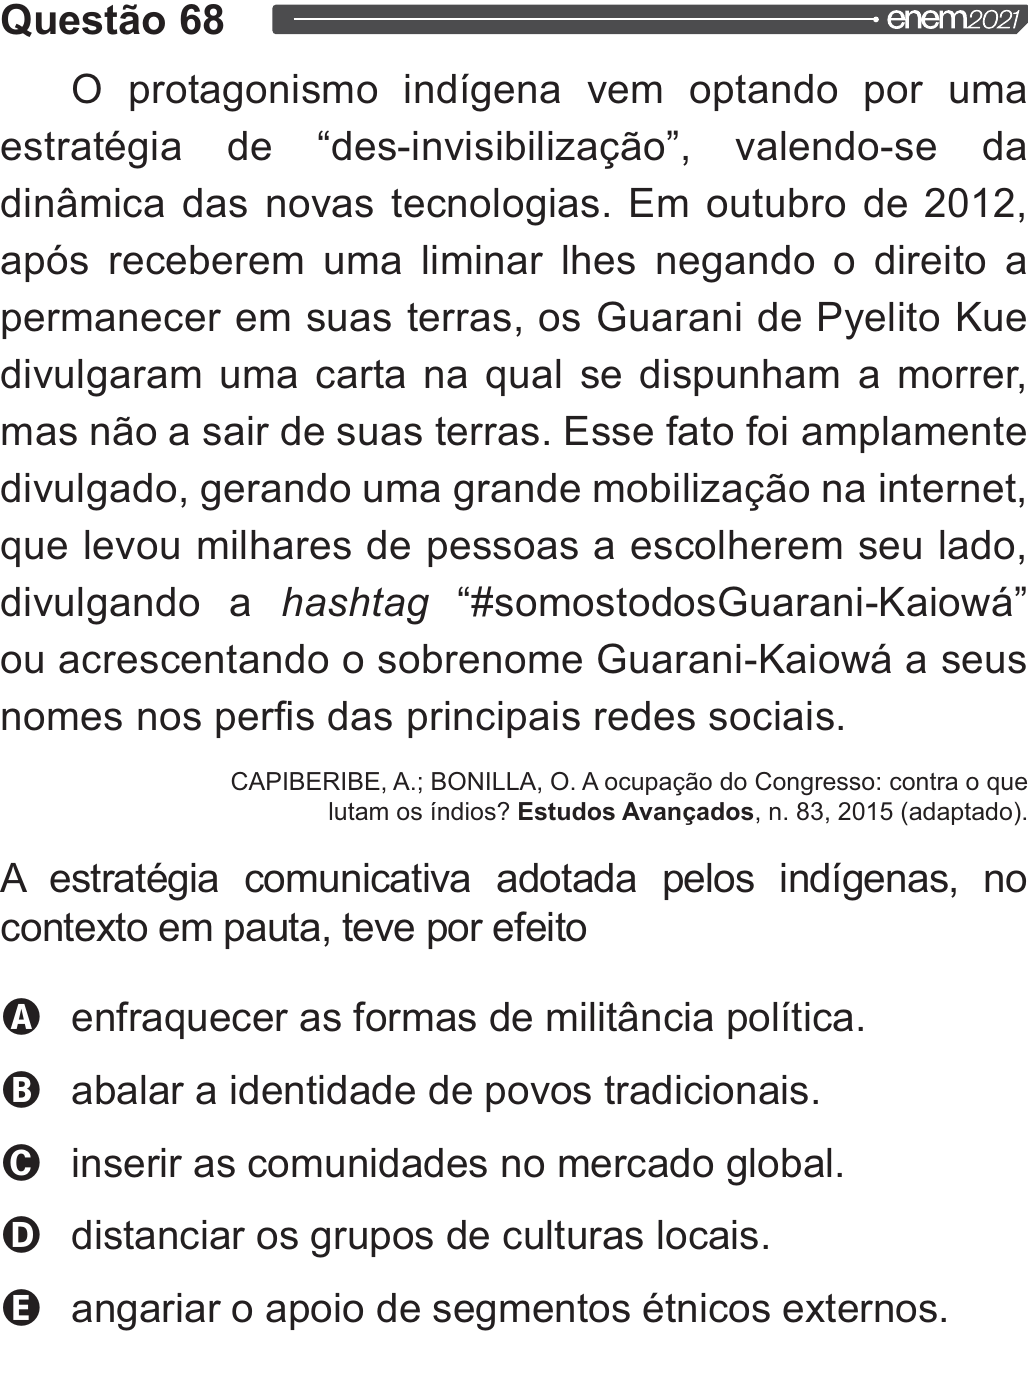 Questão 68
enem2021
O protagonismo indígena vem optando por uma
estratégia de “des-invisibilização”, valendo-se da
dinâmica das novas tecnologias. Em outubro de 2012,
após receberem uma liminar lhes negando o direito a
permanecer em suas terras, os Guarani de Pyelito Kue
divulgaram uma carta na qual se dispunham a morrer,
mas não a sair de suas terras. Esse fato foi amplamente
divulgado, gerando uma grande mobilização na internet,
que levou milhares de pessoas a escolherem seu lado,
divulgando a hashtag “#somostodosGuarani-Kaiowá”
ou acrescentando o sobrenome Guarani-Kaiowá a seus
nomes nos perfis das principais redes sociais.
CAPIBERIBE, A.; BONILLA, O. A ocupação do Congresso: contra o que
lutam os índios? Estudos Avançados, n. 83, 2015 (adaptado).
A estratégia comunicativa adotada pelos indígenas, no
contexto em pauta, teve por efeito
A enfraquecer as formas de militância política.
B abalar a identidade de povos tradicionais.
C inserir as comunidades no mercado global.
D distanciar os grupos de culturas locais.
E angariar o apoio de segmentos étnicos externos.